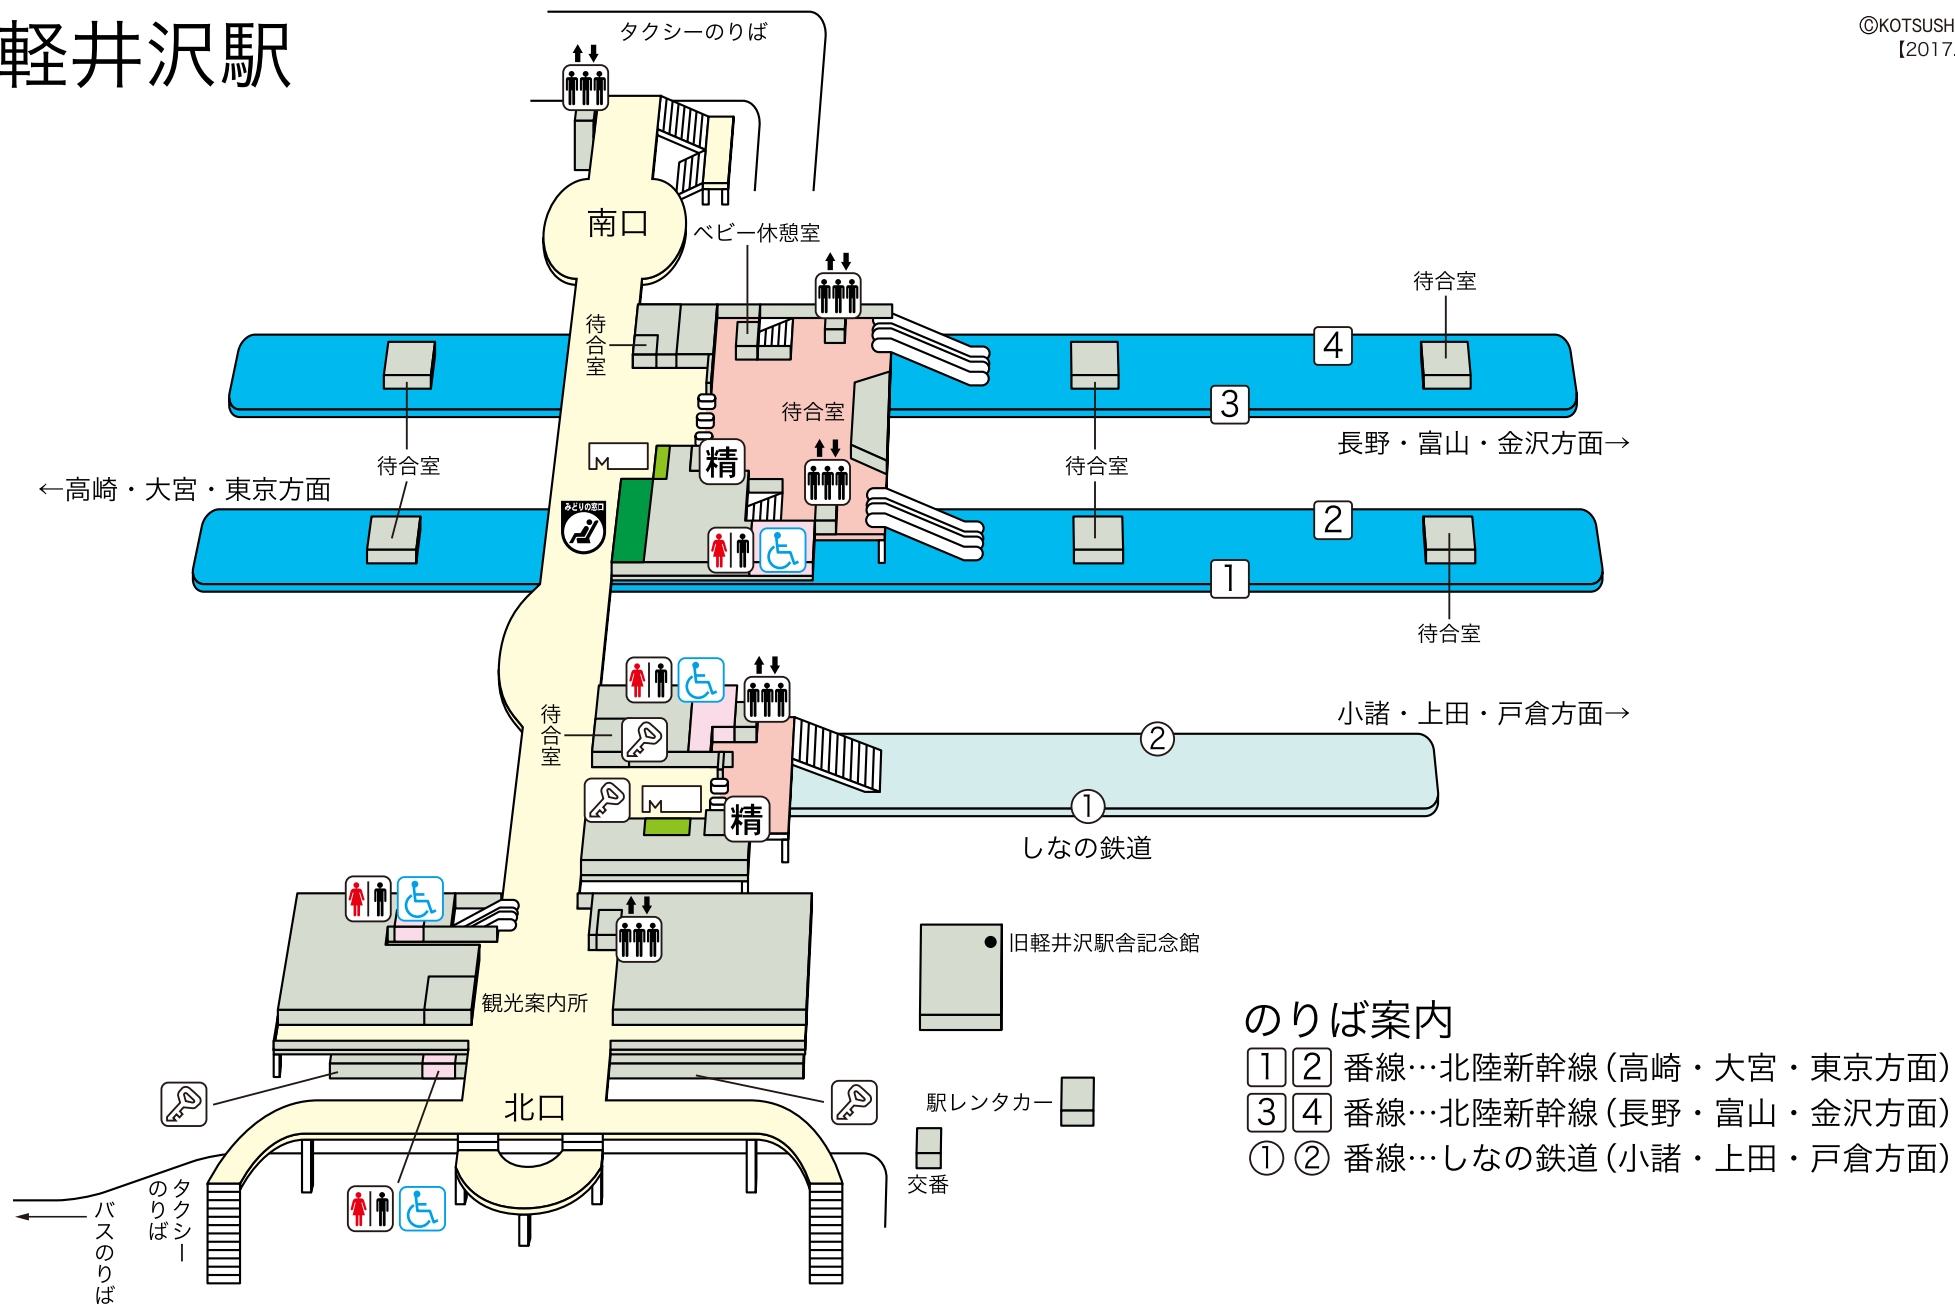 軽井沢駅
ⒸKOTSUSH
【2017.
タクシーのりば
南口
ベビー休憩室
待合室
待合室
4
3
待合室
長野・富山・金沢方面→
待合室
待合室
精
←高崎・大宮・東京方面
みどりの窓口
2
1
待合室
小諸・上田・戸倉方面→
待合室
②
①
精
しなの鉄道
旧軽井沢駅舎記念館
観光案内所
のりば案内
1 2 番線…北陸新幹線（高崎・大宮・東京方面）
3 4 番線…北陸新幹線（長野・富山・金沢方面）
① ② 番線…しなの鉄道（小諸・上田・戸倉方面）
駅レンタカー
北口
交番
タクシー
のりば
バスのりば